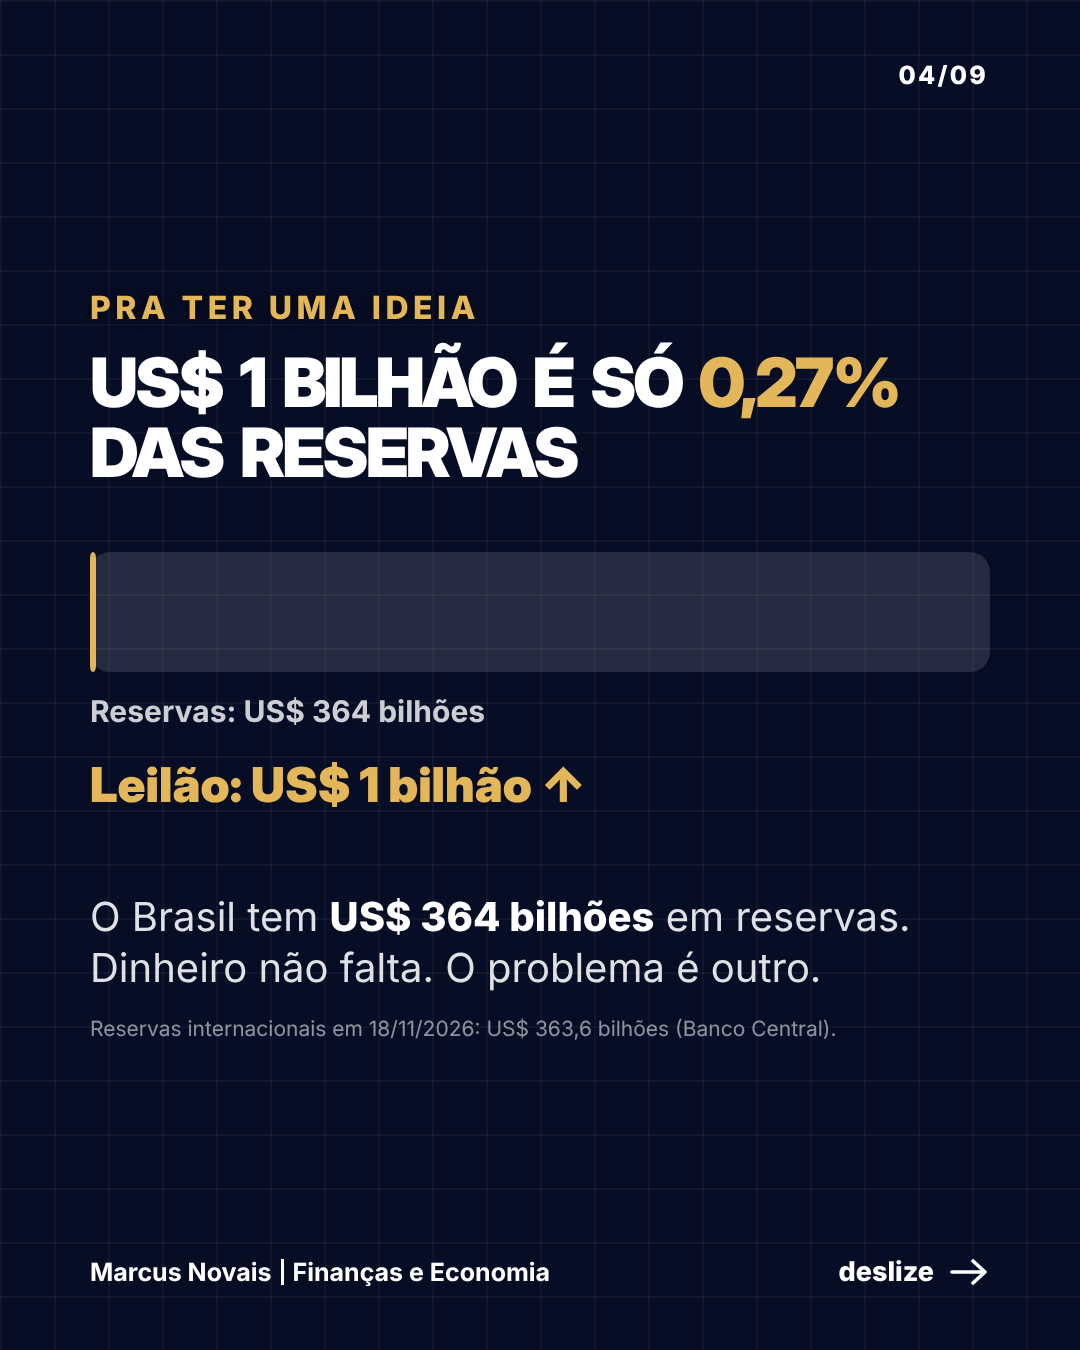 04/09
PRA TER UMA IDEIA
US$ 1 BILHÃO É SÓ 0,27%
DAS RESERVAS
Reservas: US$ 364 bilhões
Leilão: US$ 1 bilhão ↑
O Brasil tem US$ 364 bilhões em reservas.
Dinheiro não falta. O problema é outro.
Reservas internacionais em 18/11/2026: US$ 363,6 bilhões (Banco Central).
Marcus Novais | Finanças e Economia
deslize →